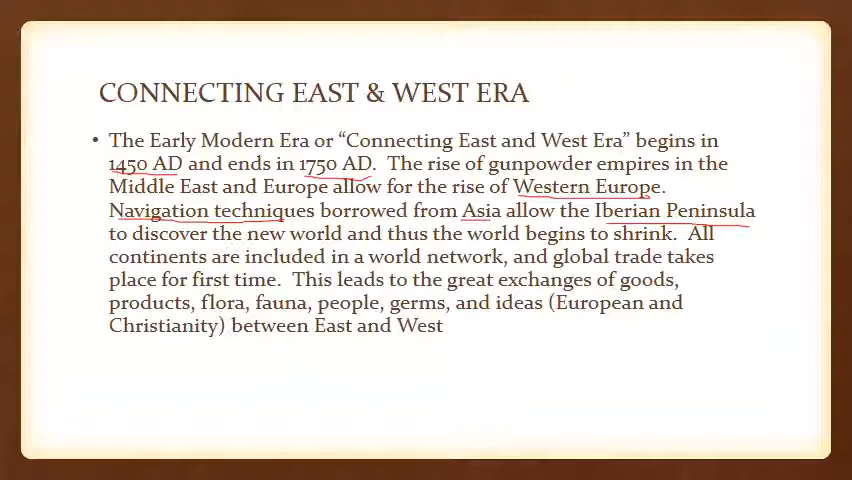 CONNECTING EAST & WEST ERA
• The Early Modern Era or “Connecting East and West Era” begins in
1450 AD and ends in 1750 AD. The rise of gunpowder empires in the
Middle East and Europe allow for the rise of Western Europe.
Navigation techniques borrowed from Asia allow the Iberian Peninsula
to discover the new world and thus the world begins to shrink. All
continents are included in a world network, and global trade takes
place for first time. This leads to the great exchanges of goods,
products, flora, fauna, people, germs, and ideas (European and
Christianity) between East and West